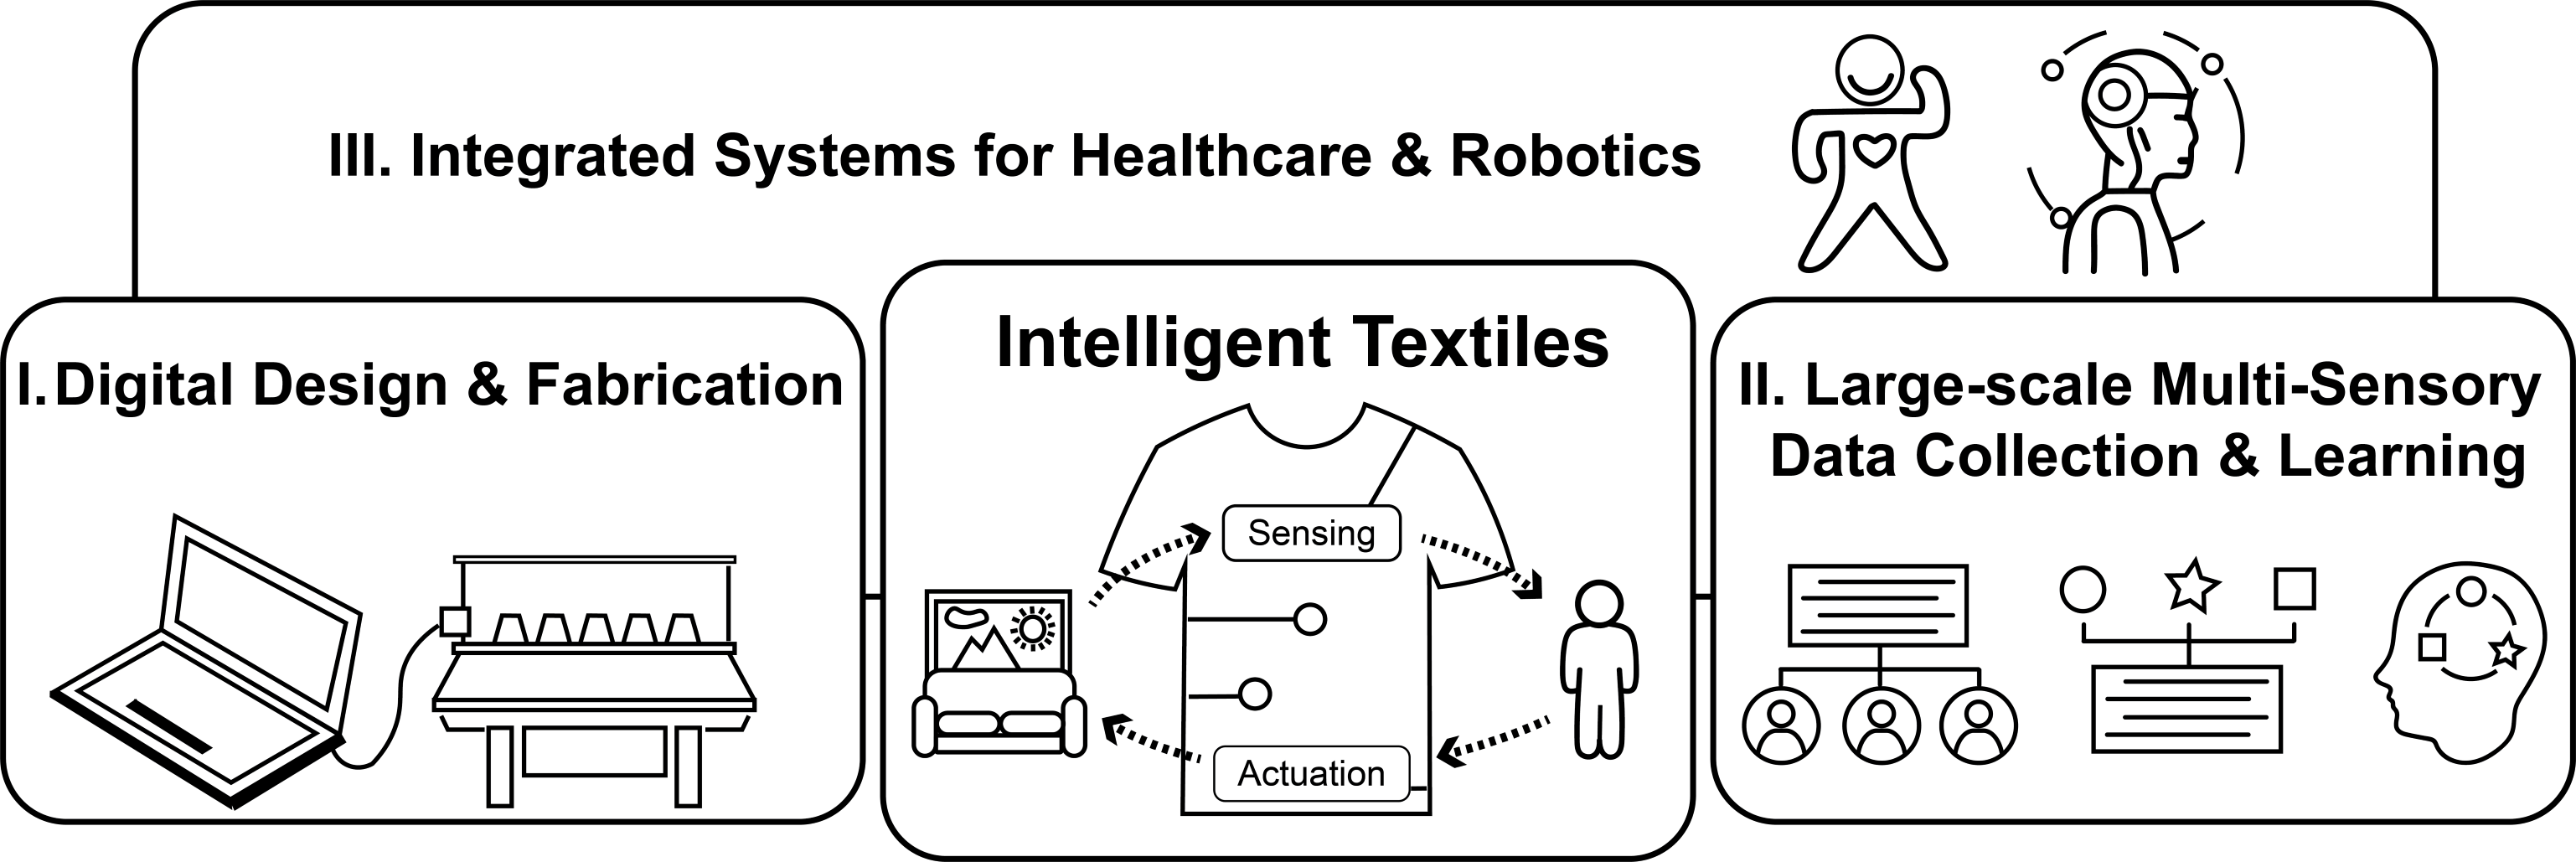 III. Integrated Systems for Healthcare & Robotics
I. Digital Design & Fabrication
Intelligent Textiles
Sensing
Actuation
II. Large-scale Multi-Sensory
Data Collection & Learning